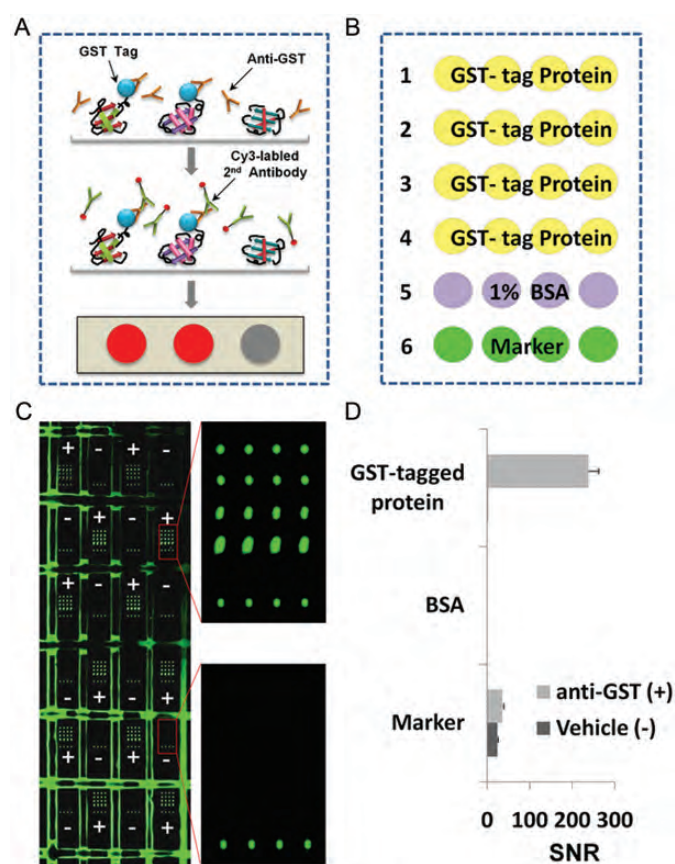 A
GST Tag
Anti-GST
Cy3-labled
2nd Antibody
B
1 GST- tag Protein
2 GST- tag Protein
3 GST- tag Protein
4 GST- tag Protein
5 1% BSA
6 Marker
C
+ - + -
- + - +
+ - + -
- + - +
+ - + -
- + - +
D
GST-tagged
protein
BSA
Marker
anti-GST (+)
Vehicle (-)
0 100 200 300
SNR